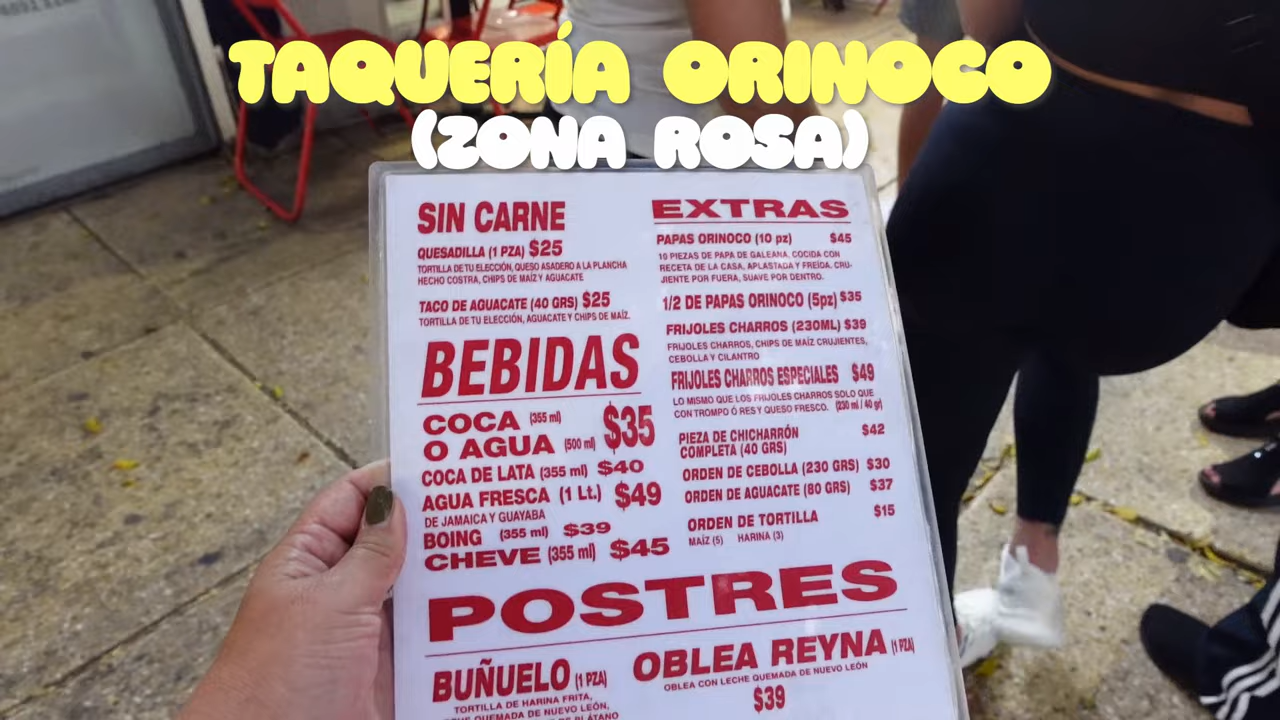 TAQUERÍA ORINOCO
(ZONA ROSA)
SIN CARNE
QUESADILLA (1 PZA) $25
TORTILLA DE TU ELECCIÓN, QUESO ASADERO A LA PLANCHA
HECHO COSTRA, CHIPS DE MAÍZ Y AGUACATE
TACO DE AGUACATE (40 GRS) $25
TORTILLA DE TU ELECCIÓN, AGUACATE Y CHIPS DE MAÍZ.
BEBIDAS
COCA (355 ml)
O AGUA (500 ml) $35
COCA DE LATA (355 ml) $40
AGUA FRESCA (1 Lt.) $49
DE JAMAICA Y GUAYABA
BOING (355 ml) $39
CHEVE (355 ml) $45
EXTRAS
PAPAS ORINOCO (10 pz) $45
10 PIEZAS DE PAPA DE GALEANA, COCIDA CON
RECETA DE LA CASA, APLASTADA Y FREÍDA. CRU-
JIENTE POR FUERA, SUAVE POR DENTRO.
1/2 DE PAPAS ORINOCO (5pz) $35
FRIJOLES CHARROS (230ML) $39
FRIJOLES CHARROS, CHIPS DE MAÍZ CRUJIENTES,
CEBOLLA Y CILANTRO
FRIJOLES CHARROS ESPECIALES $49
LO MISMO QUE LOS FRIJOLES CHARROS SOLO QUE
CON TROMPO Ó RES Y QUESO FRESCO. (230 ml / 40 gr)
PIEZA DE CHICHARRÓN $42
COMPLETA (40 GRS)
ORDEN DE CEBOLLA (230 GRS) $30
ORDEN DE AGUACATE (80 GRS) $37
ORDEN DE TORTILLA $15
MAÍZ (5) HARINA (3)
POSTRES
BUÑUELO (1 PZA)
TORTILLA DE HARINA FRITA,
QUEMADA DE NUEVO LEÓN,
DE PLÁTANO
OBLEA REYNA (1 PZA)
OBLEA CON LECHE QUEMADA DE NUEVO LEÓN
$39